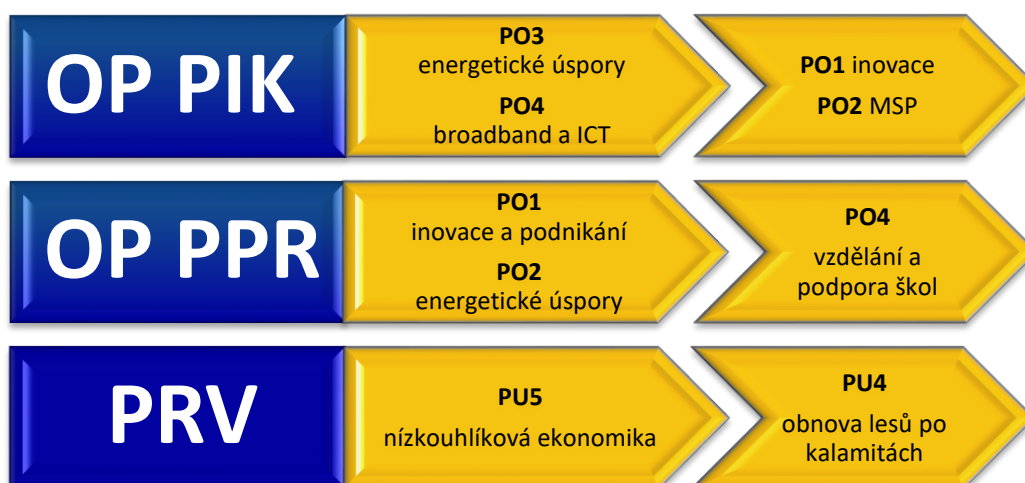 OP PIK
PO3
energetické úspory
PO4
broadband a ICT
PO1 inovace
PO2 MSP
OP PPR
PO1
inovace a podnikání
PO2
energetické úspory
PO4
vzdělání a
podpora škol
PRV
PU5
nízkouhlíková ekonomika
PU4
obnova lesů po
kalamitách